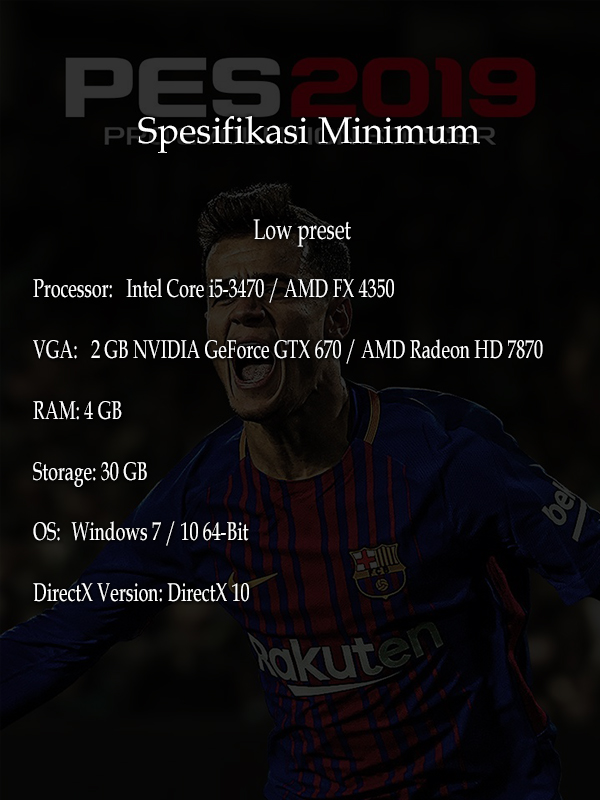 PES2019
Spesifikasi Minimum
Low preset
Processor: Intel Core i5-3470 / AMD FX 4350
VGA: 2 GB NVIDIA GeForce GTX 670 / AMD Radeon HD 7870
RAM: 4 GB
Storage: 30 GB
OS: Windows 7 / 10 64-Bit
beko
DirectX Version: DirectX 10
FCB
Rakuten